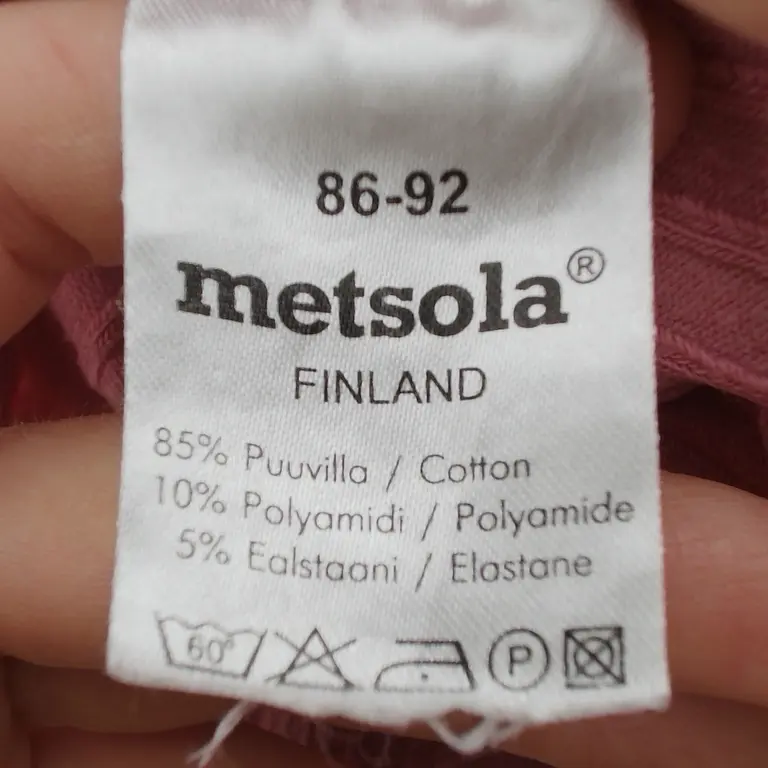 86-92
metsola®
FINLAND
85% Puuvilla / Cotton
10% Polyamidi / Polyamide
5% Ealstaani / Elastane
60° P